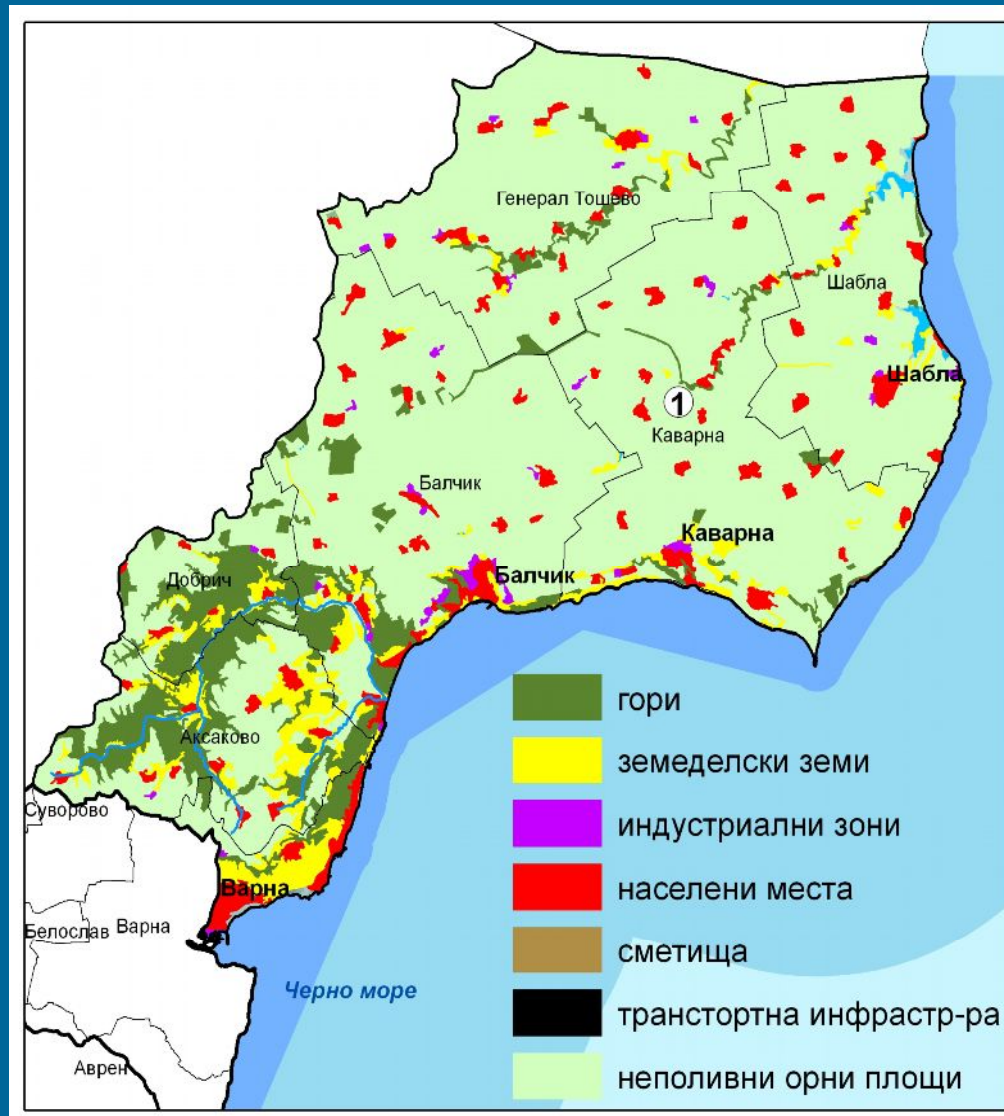 Генерал Тошево
Шабла
Шабла
1
Каварна
Балчик
Каварна
Балчик
Добрич
Аксаково
Суворово
Варна
Белослав
Варна
Черно море
Аврен
гори
земеделски земи
индустриални зони
населени места
сметища
транстортна инфрастр-ра
неполивни орни площи